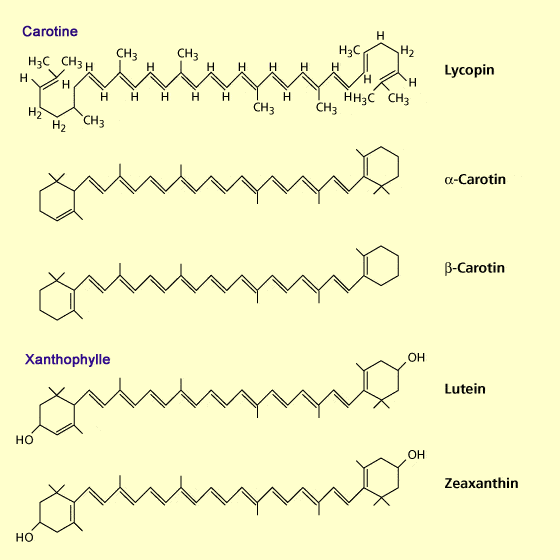 Carotine
H₃C CH₃ H CH₃ H H CH₃ H H H H H H₃C H H₂
H H Lycopin
H H H H H H H H H₃C CH₃ H
H₂ H₂ CH₃ CH₃ CH₃
α-Carotin
β-Carotin
Xanthophylle
OH
Lutein
HO
OH
Zeaxanthin
HO